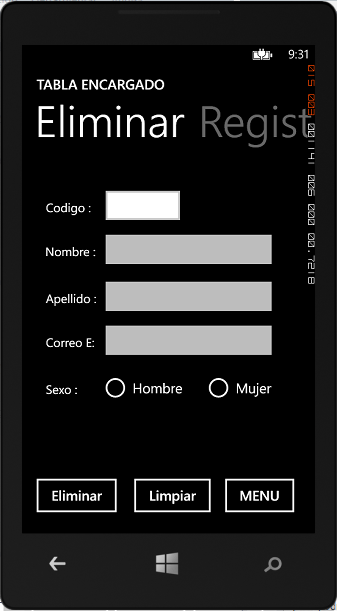 9:31
TABLA ENCARGADO
Eliminar Regist
Codigo :
Nombre :
Apellido :
Correo E:
Sexo : Hombre Mujer
Eliminar Limpiar MENU